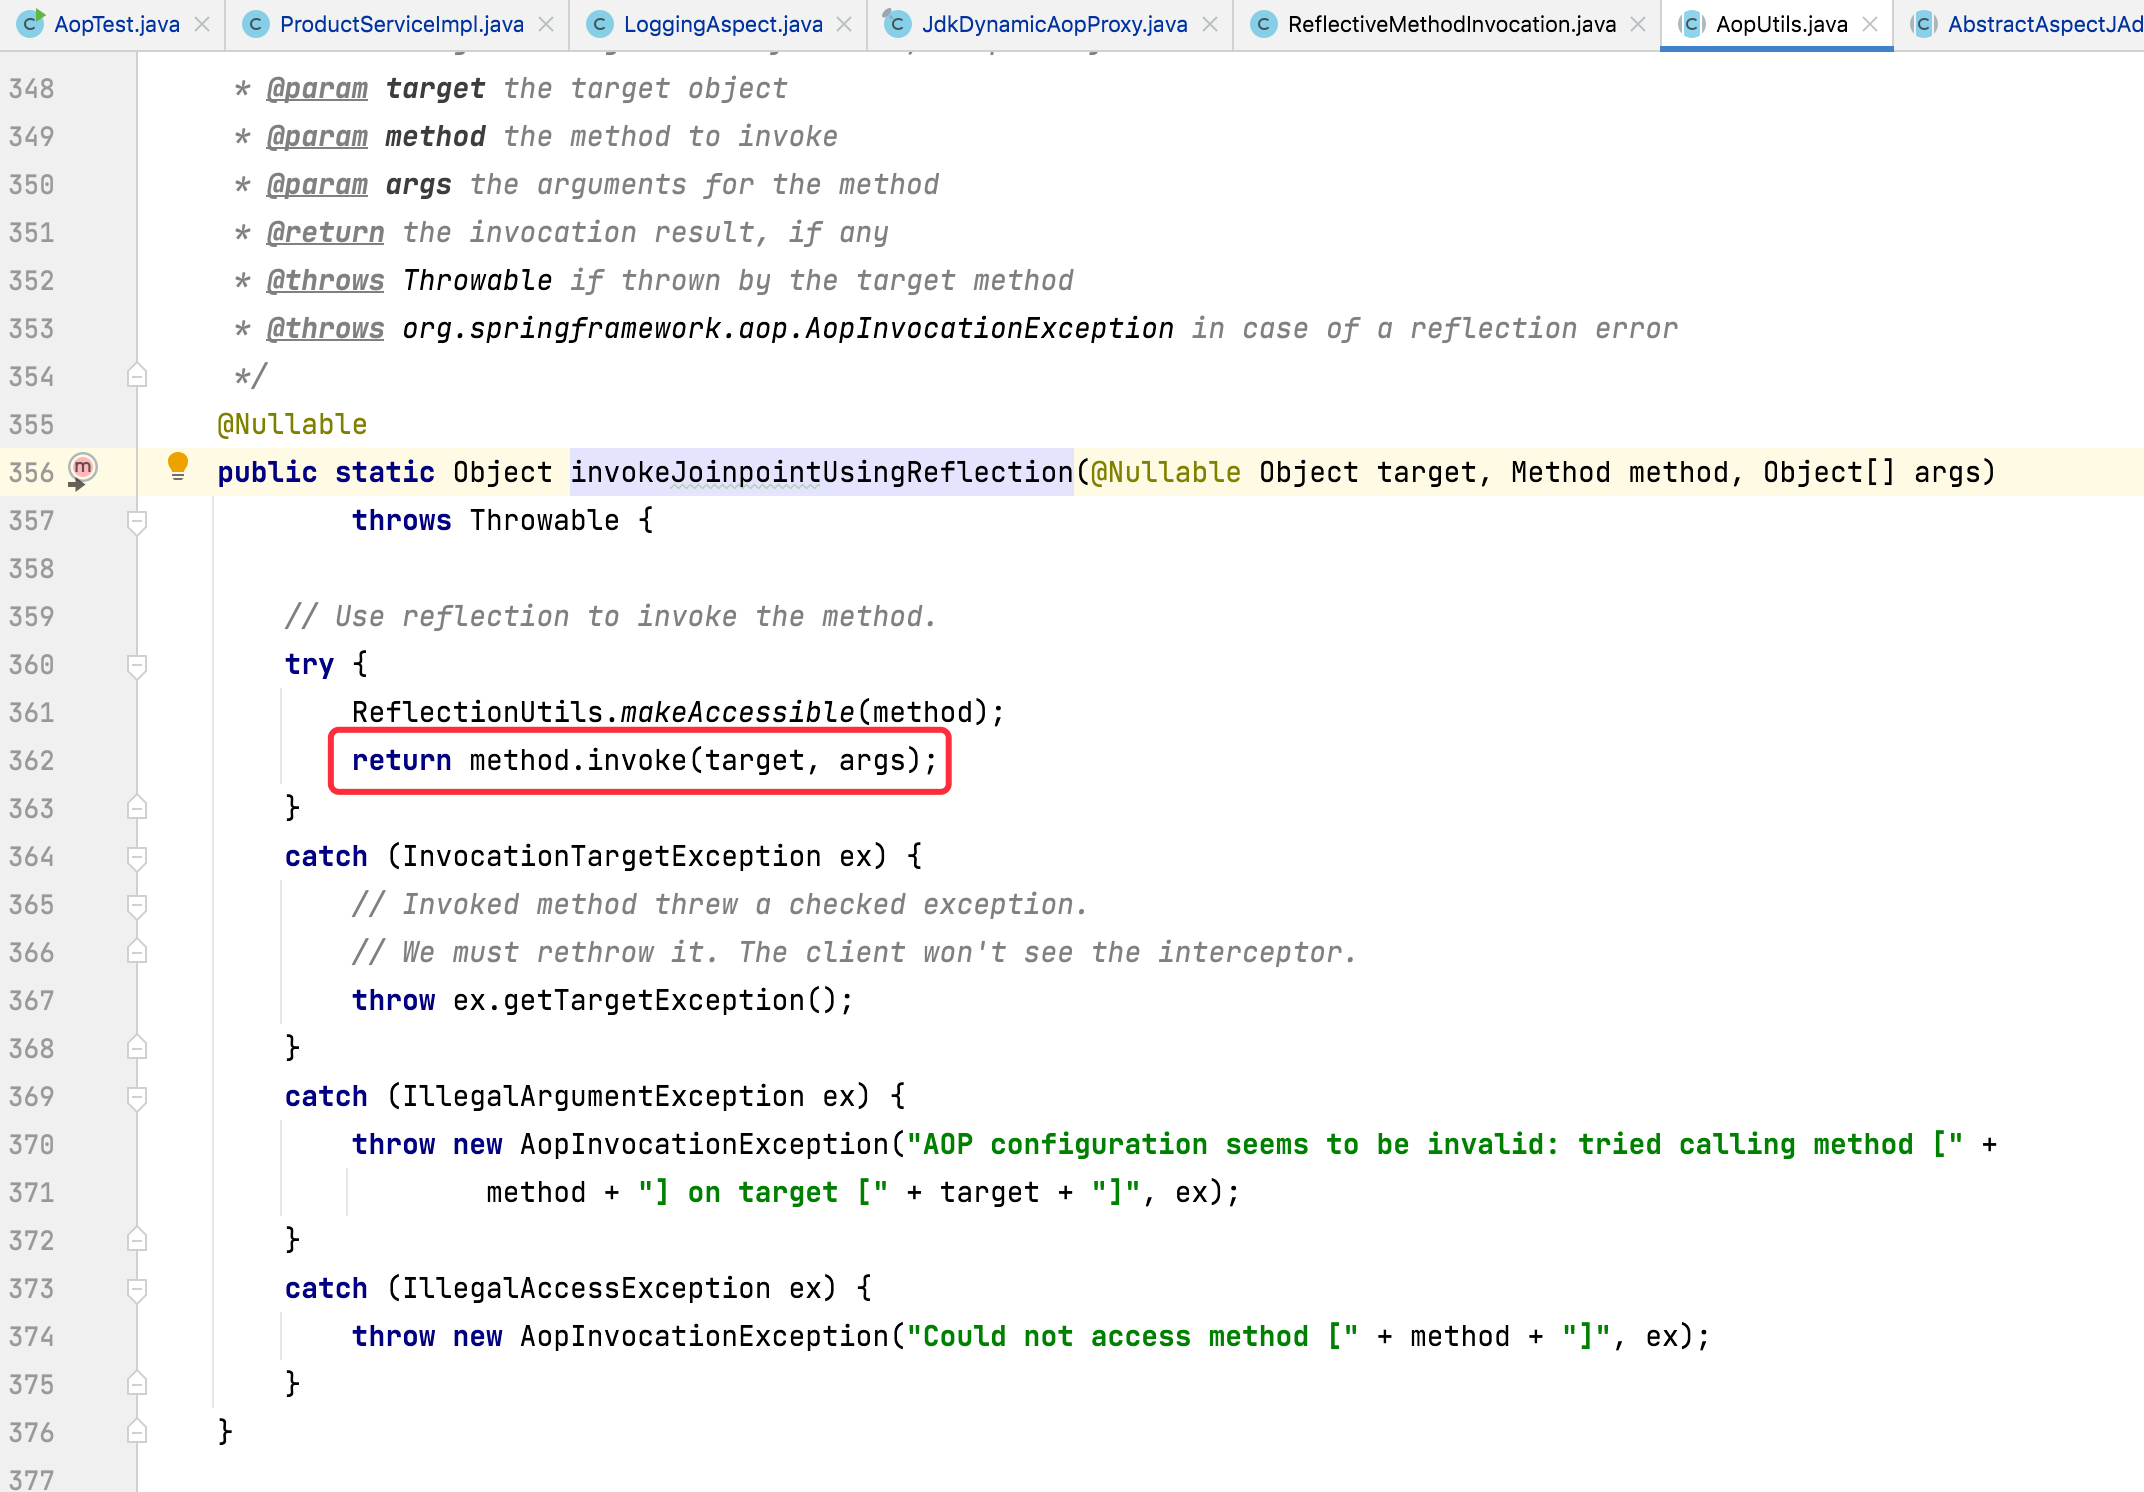 AopTest.java ProductServiceImpl.java LoggingAspect.java JdkDynamicAopProxy.java ReflectiveMethodInvocation.java AopUtils.java AbstractAspectJAd
348 * @param target the target object
349 * @param method the method to invoke
350 * @param args the arguments for the method
351 * @return the invocation result, if any
352 * @throws Throwable if thrown by the target method
353 * @throws org.springframework.aop.AopInvocationException in case of a reflection error
354 */
355 @Nullable
356 public static Object invokeJoinpointUsingReflection(@Nullable Object target, Method method, Object[] args)
357 throws Throwable {
358
359 // Use reflection to invoke the method.
360 try {
361 ReflectionUtils.makeAccessible(method);
362 return method.invoke(target, args);
363 }
364 catch (InvocationTargetException ex) {
365 // Invoked method threw a checked exception.
366 // We must rethrow it. The client won't see the interceptor.
367 throw ex.getTargetException();
368 }
369 catch (IllegalArgumentException ex) {
370 throw new AopInvocationException("AOP configuration seems to be invalid: tried calling method [" +
371 method + "] on target [" + target + "]", ex);
372 }
373 catch (IllegalAccessException ex) {
374 throw new AopInvocationException("Could not access method [" + method + "]", ex);
375 }
376 }
377